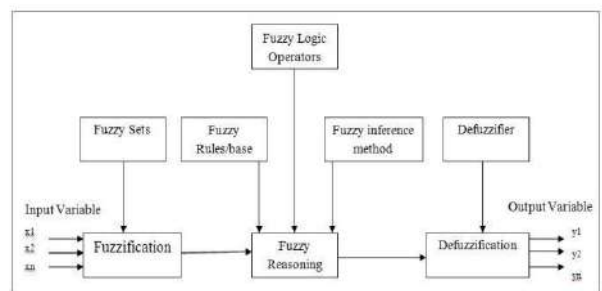 Fuzzy Logic
Operators
Fuzzy Sets
Fuzzy
Rules/base
Fuzzy inference
method
Defuzzifier
Input Variable
x1
x2
xn
Fuzzification
Fuzzy
Reasoning
Defuzzification
Output Variable
y1
y2
yn